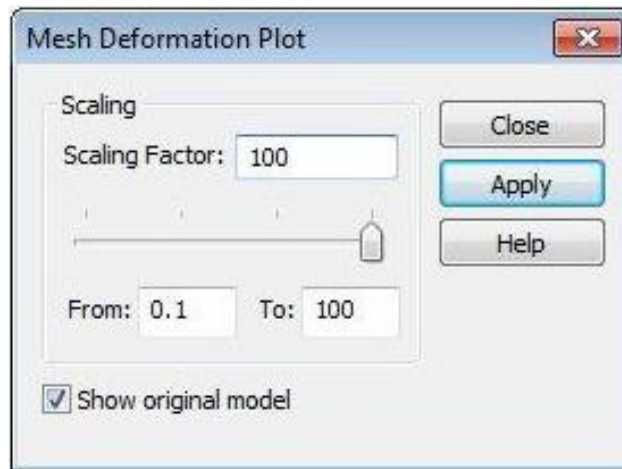 Mesh Deformation Plot
Scaling
Scaling Factor: 100
From: 0.1 To: 100
Show original model
Close
Apply
Help